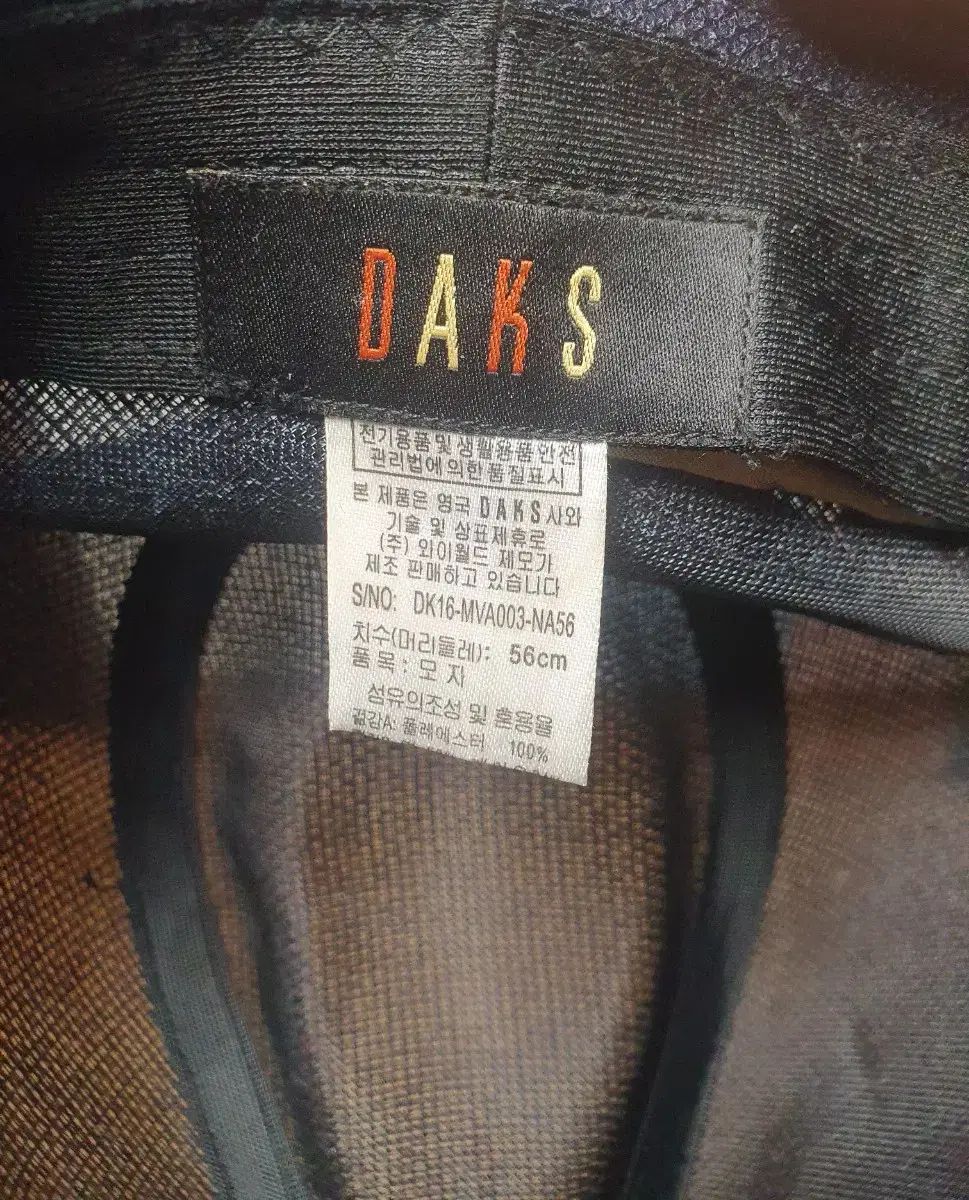 DAKS
전기용품 및 생활용품 안전
관리법에 의한 품질표시
본 제품은 영국 DAKS 사와
기술 및 상표제휴로
(주) 와이월드 제모가
제조 판매하고 있습니다
S/NO: DK16-MVA003-NA56
치수(머리둘레): 56cm
품목 : 모 자
섬유의조성 및 혼용율
겉감A: 폴리에스터 100%